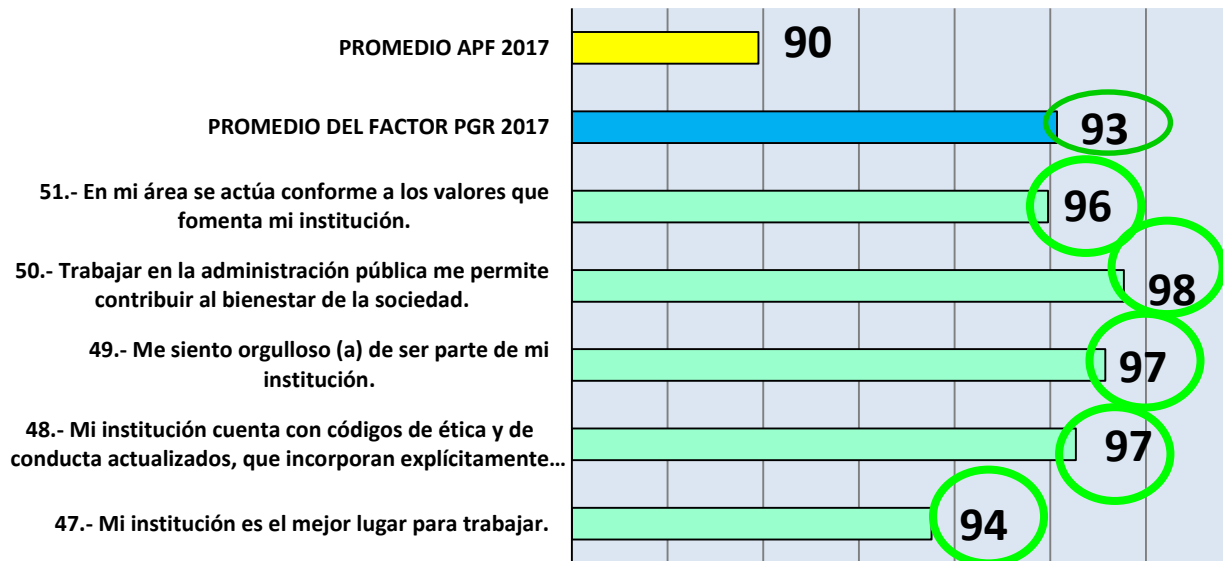 PROMEDIO APF 2017
90
PROMEDIO DEL FACTOR PGR 2017
93
51.- En mi área se actúa conforme a los valores que
fomenta mi institución.
96
50.- Trabajar en la administración pública me permite
contribuir al bienestar de la sociedad.
98
49.- Me siento orgulloso (a) de ser parte de mi
institución.
97
48.- Mi institución cuenta con códigos de ética y de
conducta actualizados, que incorporan explícitamente…
97
47.- Mi institución es el mejor lugar para trabajar.
94